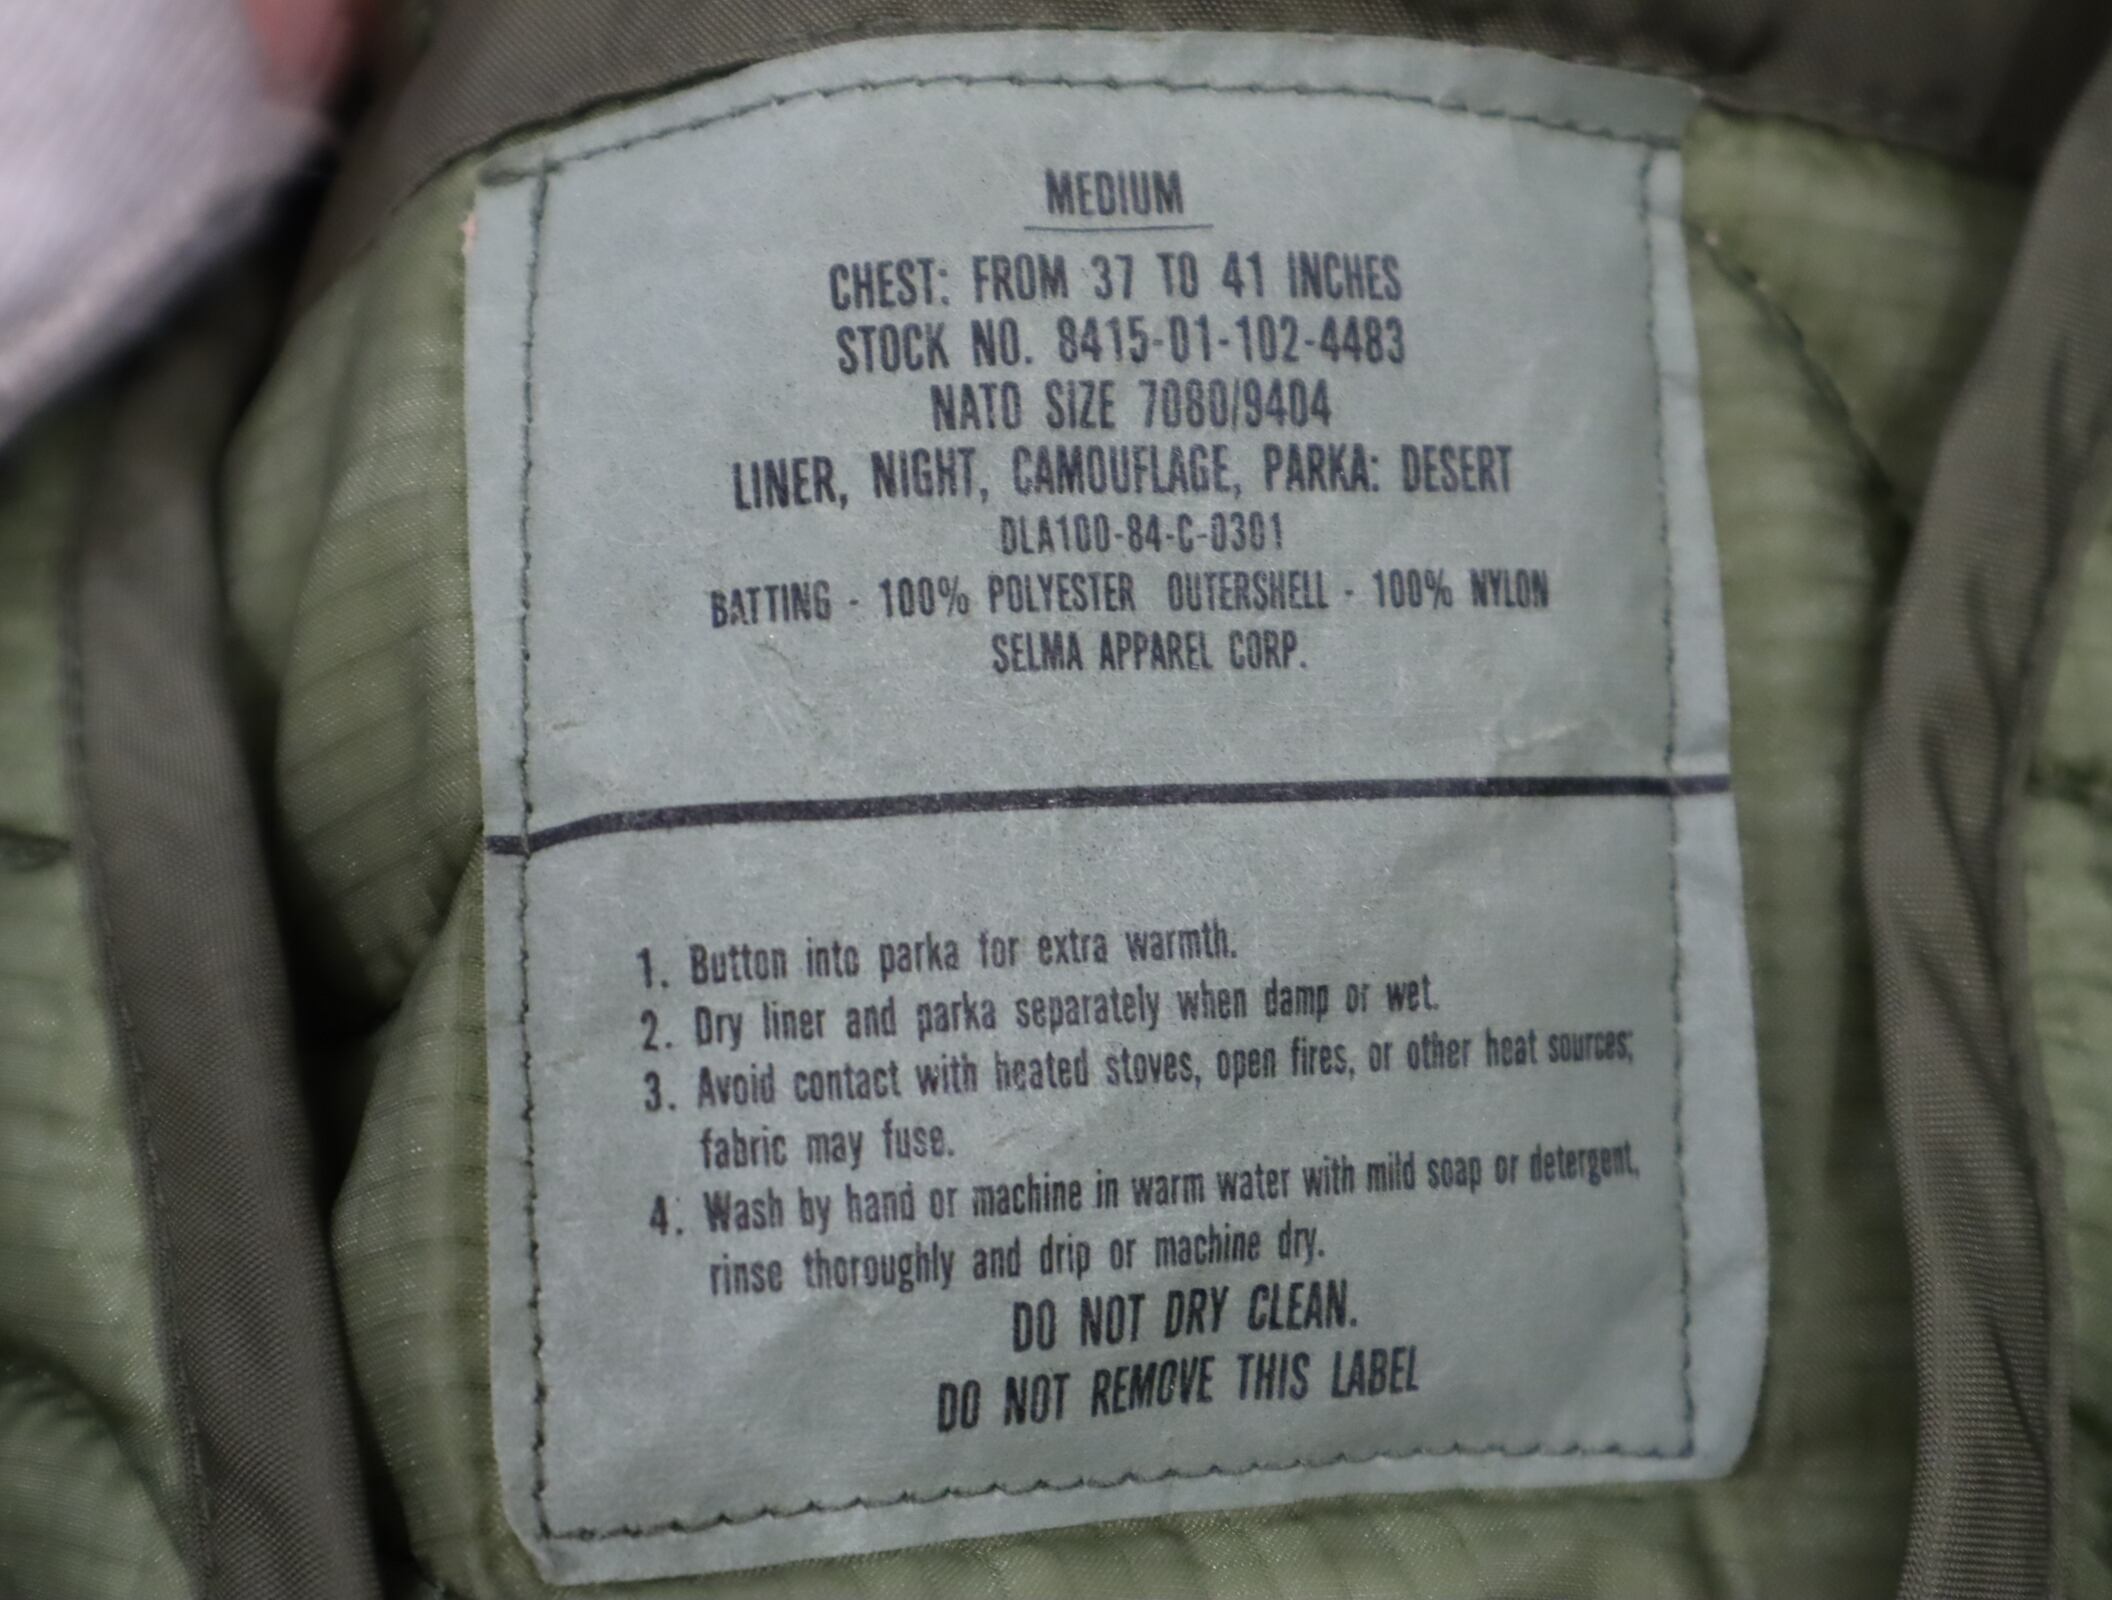 MEDIUM
CHEST: FROM 37 TO 41 INCHES
STOCK NO. 8415-01-102-4483
NATO SIZE 7080/9404
LINER, NIGHT, CAMOUFLAGE, PARKA: DESERT
DLA100-84-C-0301
BATTING - 100% POLYESTER OUTERSHELL - 100% NYLON
SELMA APPAREL CORP.
1. Button into parka for extra warmth.
2. Dry liner and parka separately when damp or wet.
3. Avoid contact with heated stoves, open fires, or other heat sources;
fabric may fuse.
4. Wash by hand or machine in warm water with mild soap or detergent,
rinse thoroughly and drip or machine dry.
DO NOT DRY CLEAN.
DO NOT REMOVE THIS LABEL